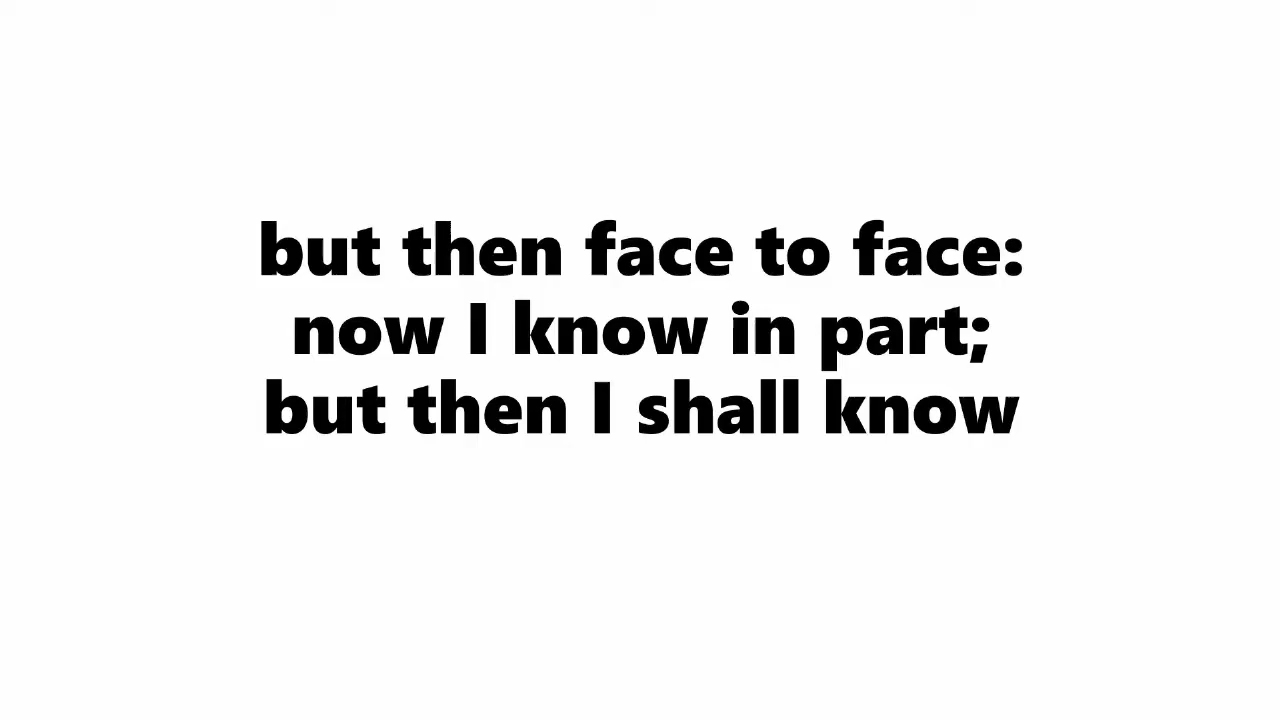 but then face to face:
now I know in part;
but then I shall know